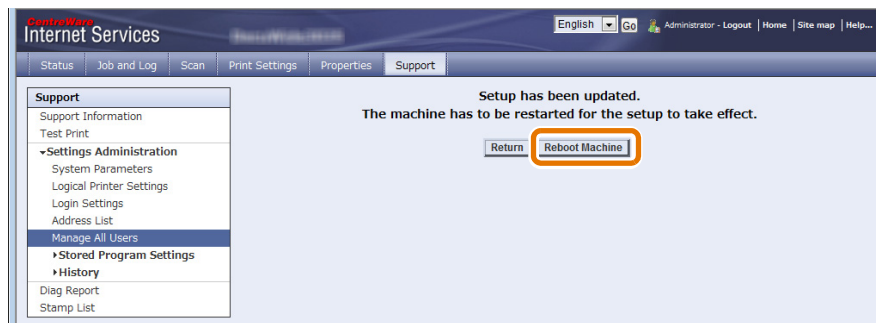 CentreWare
Internet Services
English Go Administrator - Logout | Home | Site map | Help...
Status Job and Log Scan Print Settings Properties Support
Support
Support Information
Test Print
Settings Administration
System Parameters
Logical Printer Settings
Login Settings
Address List
Manage All Users
Stored Program Settings
History
Diag Report
Stamp List
Setup has been updated.
The machine has to be restarted for the setup to take effect.
Return Reboot Machine